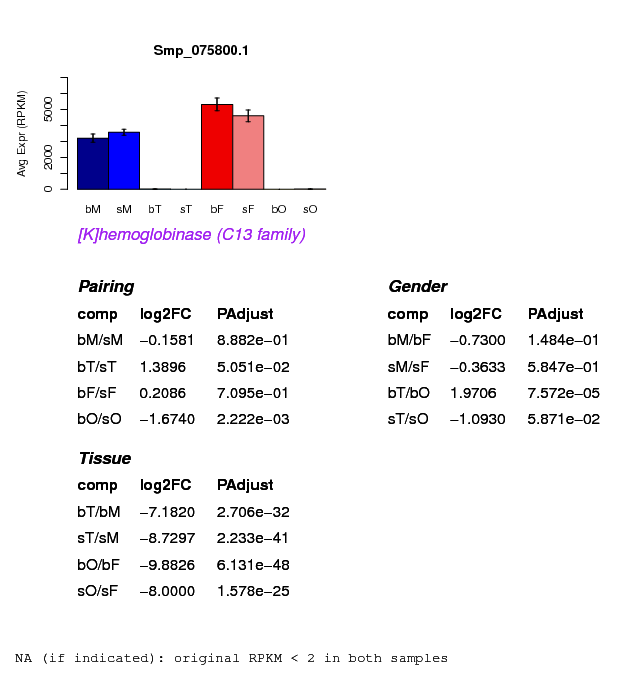 Smp_075800.1
Avg Expr (RPKM)
5000
2000
0
bM sM bT sT bF sF bO sO
[K]hemoglobinase (C13 family)
Pairing
comp log2FC PAdjust
bM/sM −0.1581 8.882e−01
bT/sT 1.3896 5.051e−02
bF/sF 0.2086 7.095e−01
bO/sO −1.6740 2.222e−03
Gender
comp log2FC PAdjust
bM/bF −0.7300 1.484e−01
sM/sF −0.3633 5.847e−01
bT/bO 1.9706 7.572e−05
sT/sO −1.0930 5.871e−02
Tissue
comp log2FC PAdjust
bT/bM −7.1820 2.706e−32
sT/sM −8.7297 2.233e−41
bO/bF −9.8826 6.131e−48
sO/sF −8.0000 1.578e−25
NA (if indicated): original RPKM < 2 in both samples